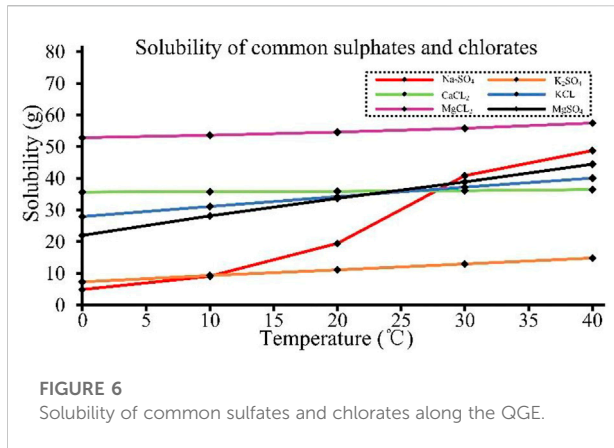 Solubility of common sulphates and chlorates
80
70
60
50
40
30
20
10
0
Solubility (g)
Na₂SO₄
K₂SO₄
CaCL₂
KCL
MgCL₂
MgSO₄
0 5 10 15 20 25 30 35 40
Temperature (℃)
FIGURE 6
Solubility of common sulfates and chlorates along the QGE.